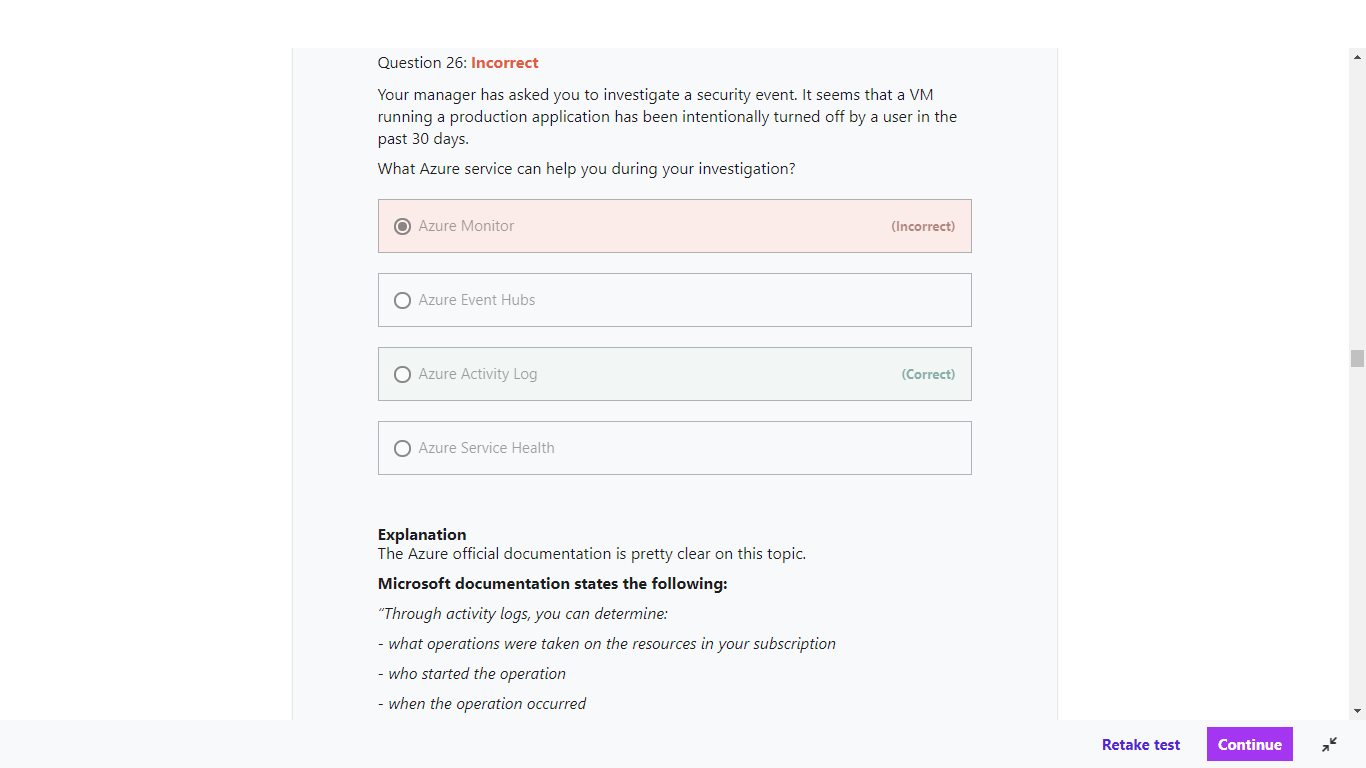 Question 26: Incorrect
Your manager has asked you to investigate a security event. It seems that a VM
running a production application has been intentionally turned off by a user in the
past 30 days.
What Azure service can help you during your investigation?
Azure Monitor (Incorrect)
Azure Event Hubs
Azure Activity Log (Correct)
Azure Service Health
Explanation
The Azure official documentation is pretty clear on this topic.
Microsoft documentation states the following:
“Through activity logs, you can determine:
- what operations were taken on the resources in your subscription
- who started the operation
- when the operation occurred
Retake test Continue